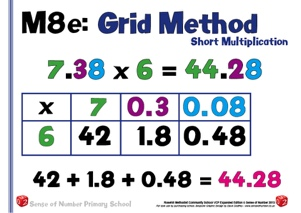 M8e: Grid Method
Short Multiplication
7.38 x 6 = 44.28
x 7 0.3 0.08
6 42 1.8 0.48
42 + 1.8 + 0.48 = 44.28
Sense of Number Primary School